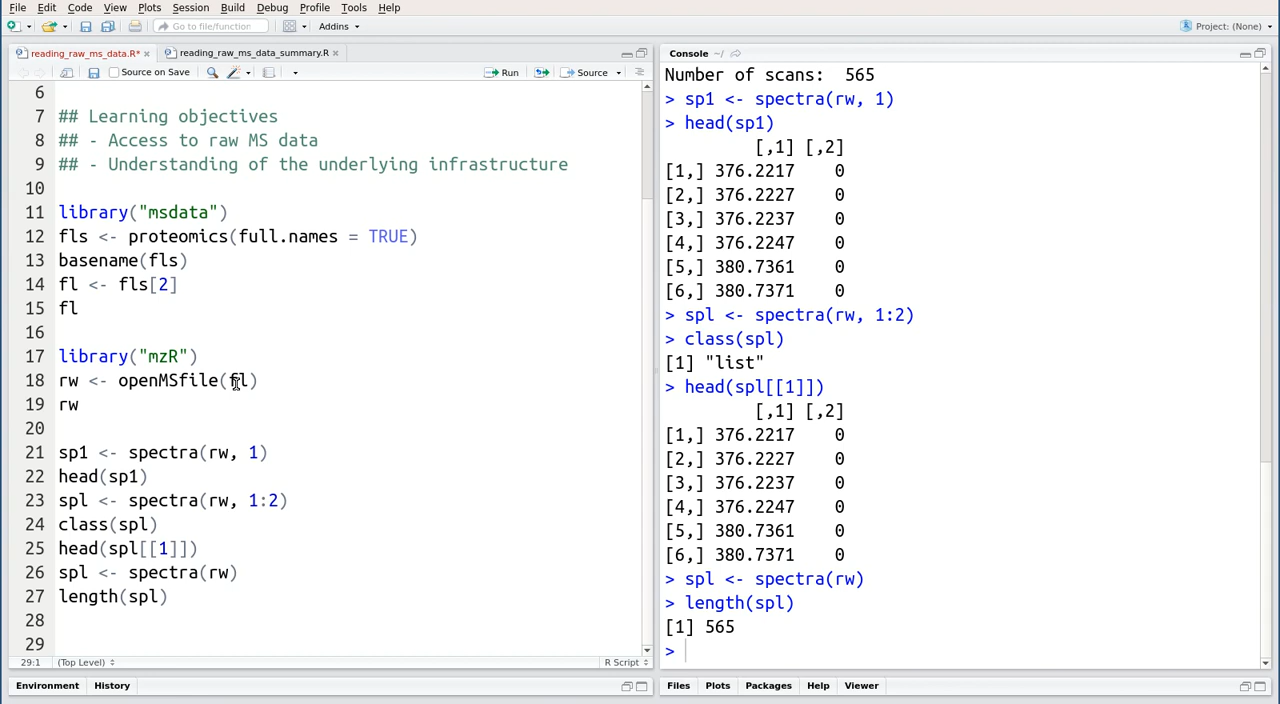 File Edit Code View Plots Session Build Debug Profile Tools Help
Go to file/function Addins Project: (None)
reading_raw_ms_data.R* reading_raw_ms_data_summary.R
Source on Save Run Source
6
7 ## Learning objectives
8 ## - Access to raw MS data
9 ## - Understanding of the underlying infrastructure
10
11 library("msdata")
12 fls <- proteomics(full.names = TRUE)
13 basename(fls)
14 fl <- fls[2]
15 fl
16
17 library("mzR")
18 rw <- openMSfile(fl)
19 rw
20
21 sp1 <- spectra(rw, 1)
22 head(sp1)
23 spl <- spectra(rw, 1:2)
24 class(spl)
25 head(spl[[1]])
26 spl <- spectra(rw)
27 length(spl)
28
29
29:1 (Top Level) R Script
Environment History
Console ~/
Number of scans:  565
> sp1 <- spectra(rw, 1)
> head(sp1)
[,1] [,2]
[1,] 376.2217    0
[2,] 376.2227    0
[3,] 376.2237    0
[4,] 376.2247    0
[5,] 380.7361    0
[6,] 380.7371    0
> spl <- spectra(rw, 1:2)
> class(spl)
[1] "list"
> head(spl[[1]])
[,1] [,2]
[1,] 376.2217    0
[2,] 376.2227    0
[3,] 376.2237    0
[4,] 376.2247    0
[5,] 380.7361    0
[6,] 380.7371    0
> spl <- spectra(rw)
> length(spl)
[1] 565
>
Files Plots Packages Help Viewer